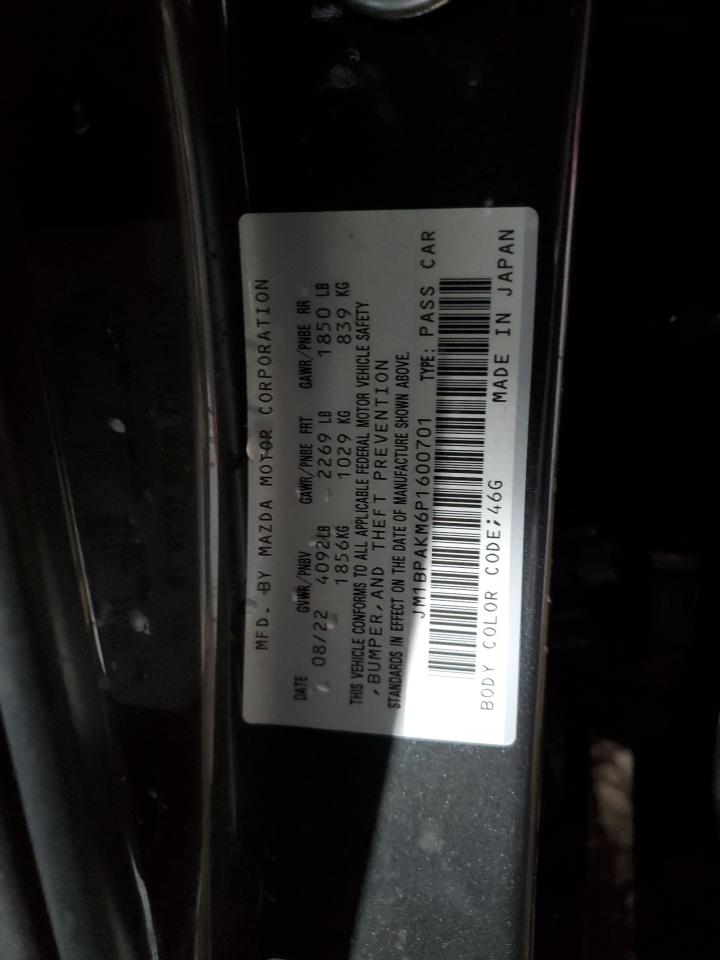 MFD. BY MAZDA MOTOR CORPORATION
DATE GVWR/PNBV GAWR/PNBE FRT GAWR/PNBE RR
08/22 4092LB 2269 LB 1850 LB
1856KG 1029 KG 839 KG
THIS VEHICLE CONFORMS TO ALL APPLICABLE FEDERAL MOTOR VEHICLE SAFETY
,BUMPER,AND THEFT PREVENTION
STANDARDS IN EFFECT ON THE DATE OF MANUFACTURE SHOWN ABOVE.
JM1BPAKM6P1600701 TYPE: PASS CAR
BODY COLOR CODE;46G MADE IN JAPAN